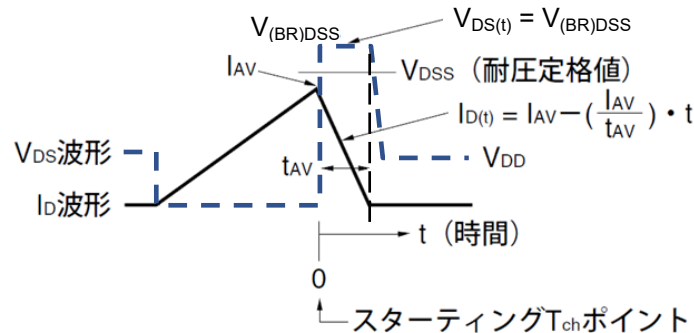 V(BR)DSS
VDS(t) = V(BR)DSS
IAV
VDSS（耐圧定格値）
ID(t) = IAV－(IAV/tAV)・t
VDS波形
tAV
VDD
ID波形
t（時間）
0
スターティングTchポイント